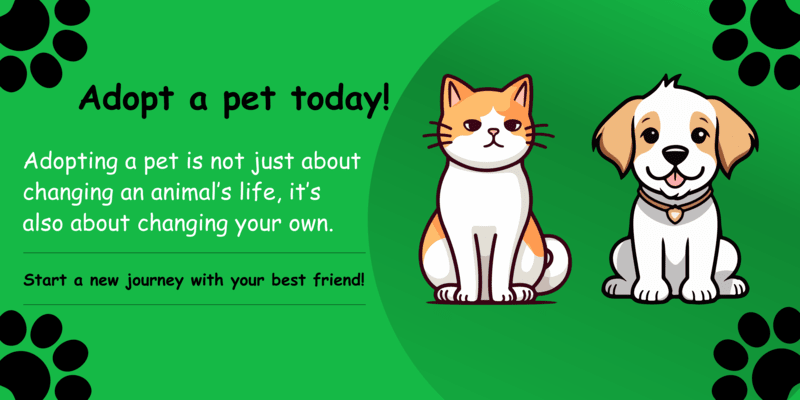 Adopt a pet today!
Adopting a pet is not just about
changing an animal's life, it's
also about changing your own.
Start a new journey with your best friend!